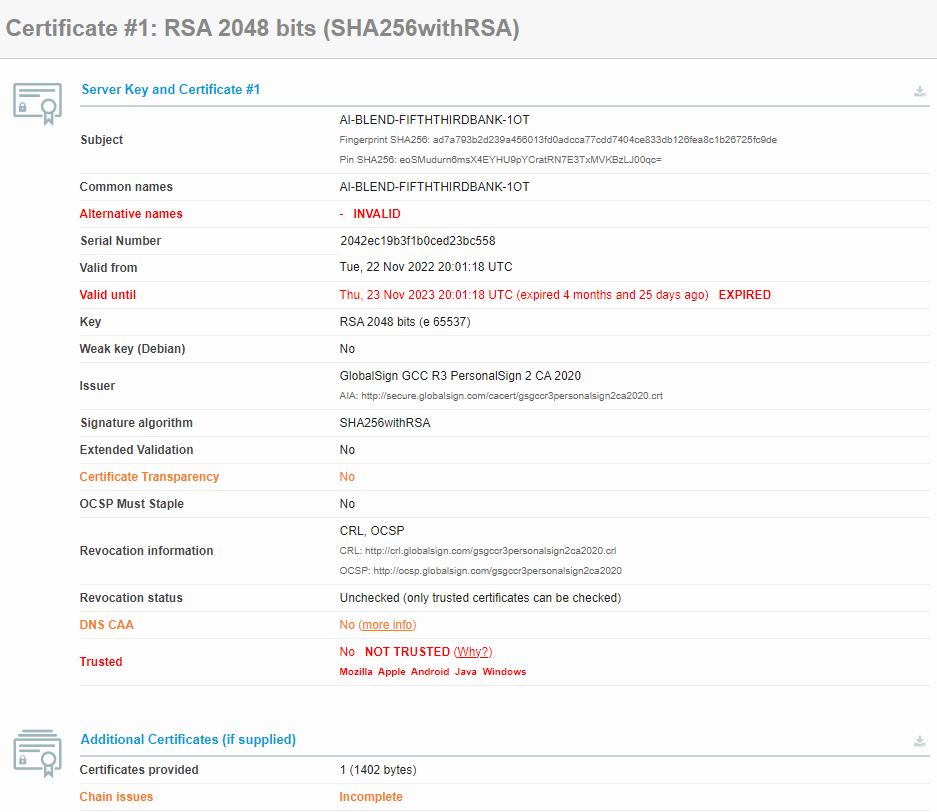 Certificate #1: RSA 2048 bits (SHA256withRSA)
Server Key and Certificate #1
Subject
AI-BLEND-FIFTHTHIRDBANK-1OT
Fingerprint SHA256: ad7a793b2d239a456013fd0adcca77cdd7404ce833db126fea8c1b26725fc9de
Pin SHA256: eoSMudurn6msX4EYHU9pYCratRN7E3TxMVKBzLJ00qc=
Common names AI-BLEND-FIFTHTHIRDBANK-1OT
Alternative names - INVALID
Serial Number 2042ec19b3f1b0ced23bc558
Valid from Tue, 22 Nov 2022 20:01:18 UTC
Valid until Thu, 23 Nov 2023 20:01:18 UTC (expired 4 months and 25 days ago) EXPIRED
Key RSA 2048 bits (e 65537)
Weak key (Debian) No
Issuer
GlobalSign GCC R3 PersonalSign 2 CA 2020
AIA: http://secure.globalsign.com/cacert/gsgccr3personalsign2ca2020.crt
Signature algorithm SHA256withRSA
Extended Validation No
Certificate Transparency No
OCSP Must Staple No
Revocation information
CRL, OCSP
CRL: http://crl.globalsign.com/gsgccr3personalsign2ca2020.crl
OCSP: http://ocsp.globalsign.com/gsgccr3personalsign2ca2020
Revocation status Unchecked (only trusted certificates can be checked)
DNS CAA No (more info)
Trusted
No NOT TRUSTED (Why?)
Mozilla Apple Android Java Windows
Additional Certificates (if supplied)
Certificates provided 1 (1402 bytes)
Chain issues Incomplete